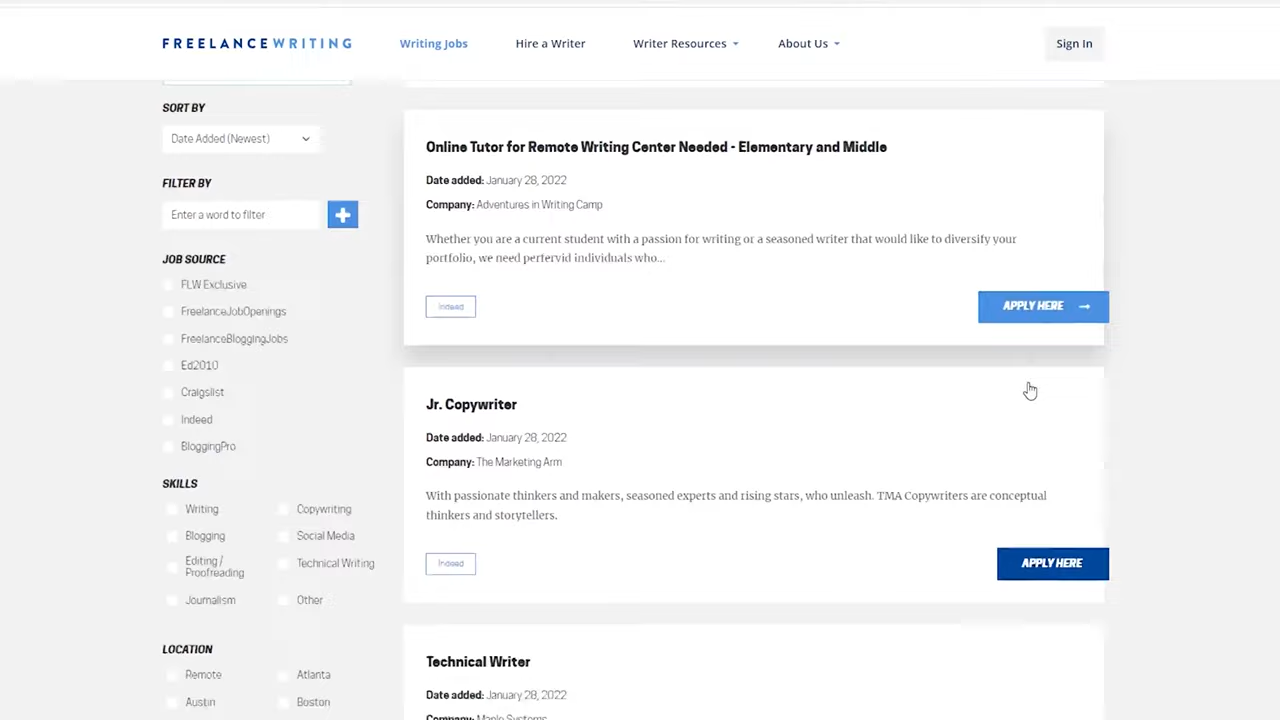 FREELANCEWRITING
Writing Jobs
Hire a Writer
Writer Resources
About Us
Sign In
SORT BY
Date Added (Newest)
FILTER BY
Enter a word to filter
JOB SOURCE
FLW Exclusive
FreelanceJobOpenings
FreelanceBloggingJobs
Ed2010
Craigslist
Indeed
BloggingPro
SKILLS
Writing
Copywriting
Blogging
Social Media
Editing /
Proofreading
Technical Writing
Journalism
Other
LOCATION
Remote
Atlanta
Austin
Boston
Online Tutor for Remote Writing Center Needed - Elementary and Middle
Date added: January 28, 2022
Company: Adventures in Writing Camp
Whether you are a current student with a passion for writing or a seasoned writer that would like to diversify your
portfolio, we need perfervid individuals who...
Indeed
APPLY HERE →
Jr. Copywriter
Date added: January 28, 2022
Company: The Marketing Arm
With passionate thinkers and makers, seasoned experts and rising stars, who unleash. TMA Copywriters are conceptual
thinkers and storytellers.
Indeed
APPLY HERE
Technical Writer
Date added: January 28, 2022
Company: Maple Systems